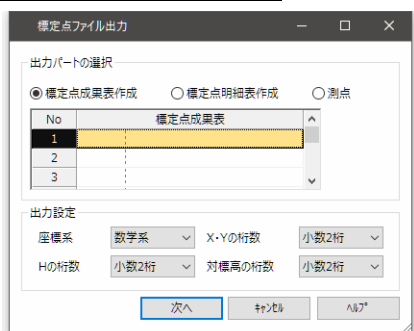 標定点ファイル出力
出力パートの選択
標定点成果表作成 標定点明細表作成 測点
No 標定点成果表
1
2
3
出力設定
座標系 数学系 X・Yの桁数 小数2桁
Hの桁数 小数2桁 対標高の桁数 小数2桁
次へ ｷｬﾝｾﾙ ﾍﾙﾌﾟ